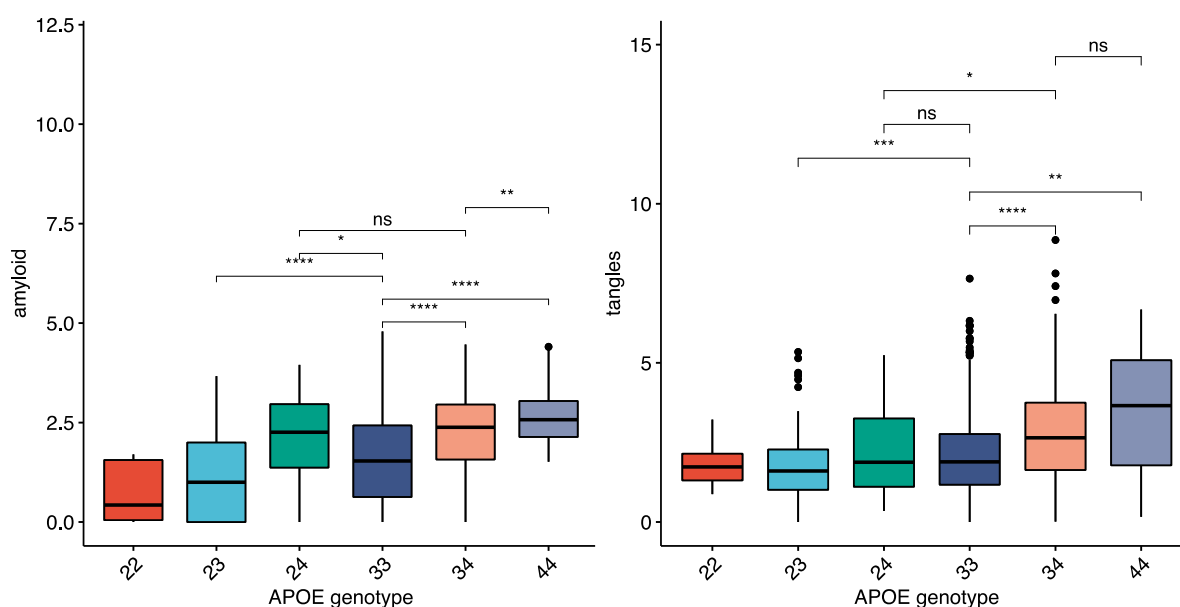 12.5
10.0
7.5
5.0
2.5
0.0
amyloid
**
ns
*
****
****
****
22 23 24 33 34 44
APOE genotype
15
10
5
0
tangles
ns
*
ns
***
**
****
22 23 24 33 34 44
APOE genotype